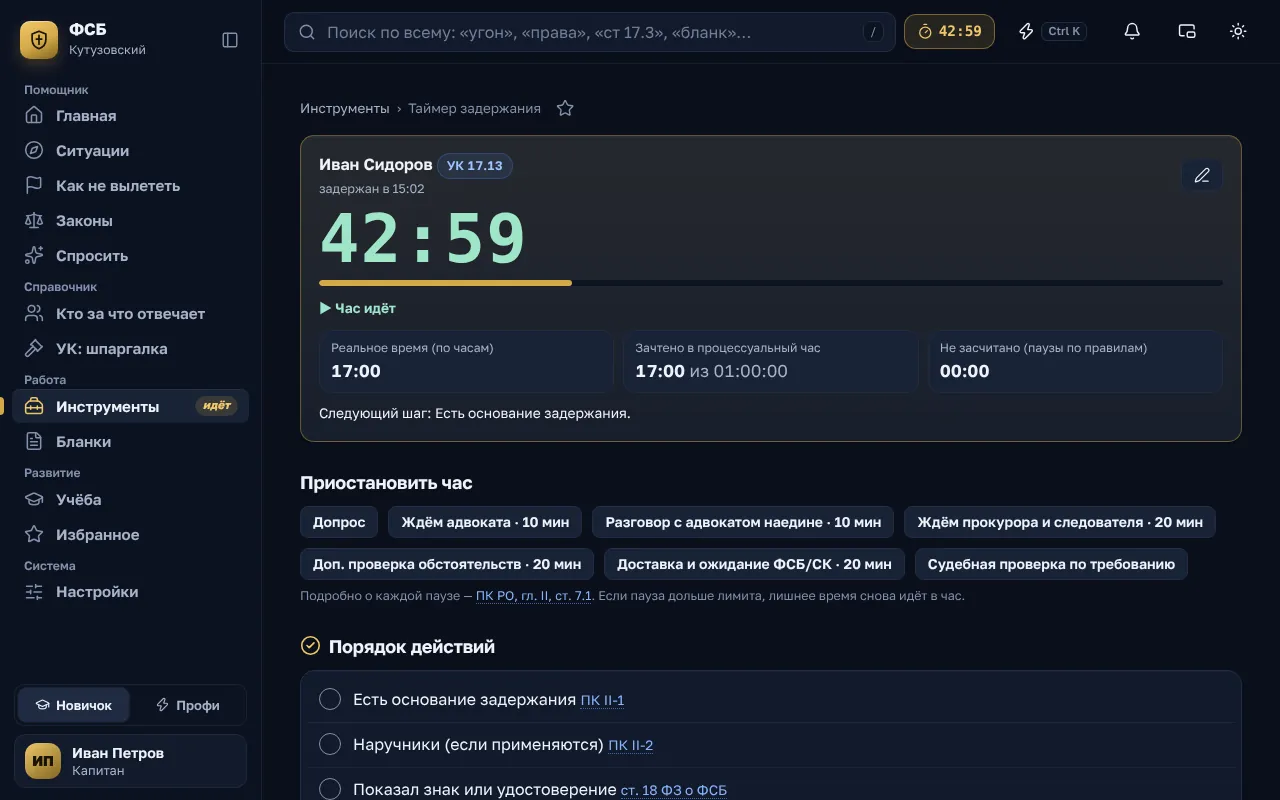 ФСБ
Кутузовский
Помощник
Главная
Ситуации
Как не вылететь
Законы
Спросить
Справочник
Кто за что отвечает
УК: шпаргалка
Работа
Инструменты идёт
Бланки
Развитие
Учёба
Избранное
Система
Настройки
Новичок Профи
ИП Иван Петров
Капитан
Поиск по всему: «угон», «права», «ст 17.3», «бланк»… /
42:59
Ctrl K
Инструменты › Таймер задержания
Иван Сидоров УК 17.13
задержан в 15:02
42:59
Час идёт
Реальное время (по часам)
17:00
Зачтено в процессуальный час
17:00 из 01:00:00
Не засчитано (паузы по правилам)
00:00
Следующий шаг: Есть основание задержания.
Приостановить час
Допрос Ждём адвоката · 10 мин Разговор с адвокатом наедине · 10 мин Ждём прокурора и следователя · 20 мин
Доп. проверка обстоятельств · 20 мин Доставка и ожидание ФСБ/СК · 20 мин Судебная проверка по требованию
Подробно о каждой паузе — ПК РО, гл. II, ст. 7.1. Если пауза дольше лимита, лишнее время снова идёт в час.
Порядок действий
Есть основание задержания ПК II-1
Наручники (если применяются) ПК II-2
Показал знак или удостоверение ст. 18 ФЗ о ФСБ